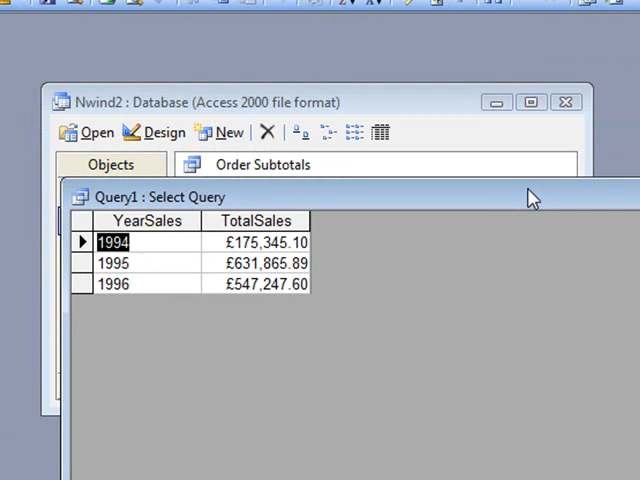 Nwind2 : Database (Access 2000 file format)
Open Design New
Objects Order Subtotals
Query1 : Select Query
YearSales TotalSales
1994 £175,345.10
1995 £631,865.89
1996 £547,247.60